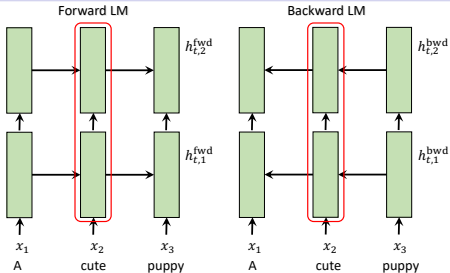 Forward LM Backward LM
h_{t,2}^{fwd} h_{t,2}^{bwd}
h_{t,1}^{fwd} h_{t,1}^{bwd}
x_1 x_2 x_3 x_1 x_2 x_3
A cute puppy A cute puppy